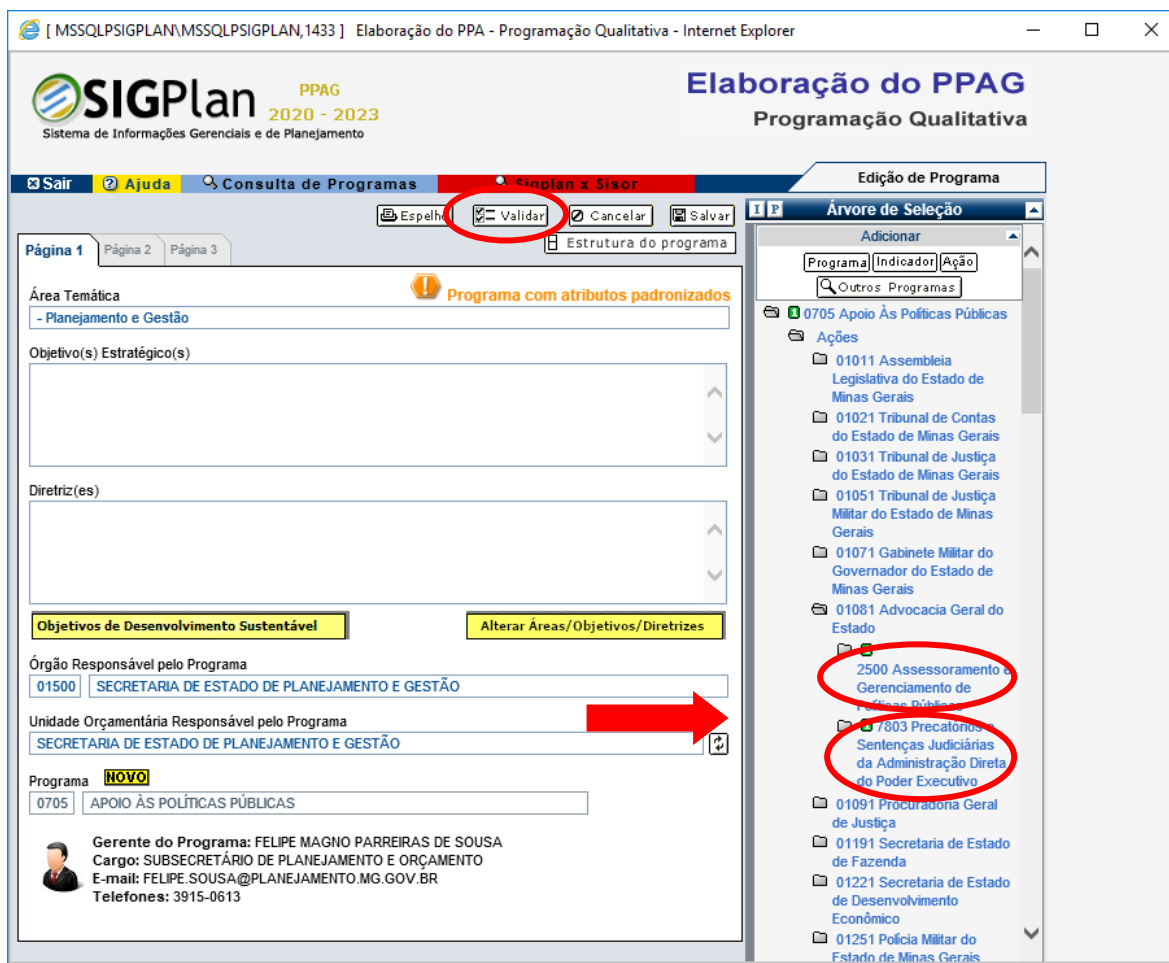 [ MSSQLPSIGPLAN\MSSQLPSIGPLAN,1433 ] Elaboração do PPA - Programação Qualitativa - Internet Explorer
SIGPlan
PPAG
2020 - 2023
Sistema de Informações Gerenciais e de Planejamento
Elaboração do PPAG
Programação Qualitativa
Sair
Ajuda
Consulta de Programas
Sigplan x Sisor
Edição de Programa
Espelho
Validar
Cancelar
Salvar
Estrutura do programa
Página 1
Página 2
Página 3
Área Temática
Programa com atributos padronizados
- Planejamento e Gestão
Objetivo(s) Estratégico(s)
Diretriz(es)
Objetivos de Desenvolvimento Sustentável
Alterar Áreas/Objetivos/Diretrizes
Órgão Responsável pelo Programa
01500 SECRETARIA DE ESTADO DE PLANEJAMENTO E GESTÃO
Unidade Orçamentária Responsável pelo Programa
SECRETARIA DE ESTADO DE PLANEJAMENTO E GESTÃO
Programa NOVO
0705 APOIO ÀS POLÍTICAS PÚBLICAS
Gerente do Programa: FELIPE MAGNO PARREIRAS DE SOUSA
Cargo: SUBSECRETÁRIO DE PLANEJAMENTO E ORÇAMENTO
E-mail: FELIPE.SOUSA@PLANEJAMENTO.MG.GOV.BR
Telefones: 3915-0613
I P Árvore de Seleção
Adicionar
Programa Indicador Ação
Outros Programas
1 0705 Apoio Às Políticas Públicas
Ações
01011 Assembleia
Legislativa do Estado de
Minas Gerais
01021 Tribunal de Contas
do Estado de Minas Gerais
01031 Tribunal de Justiça
do Estado de Minas Gerais
01051 Tribunal de Justiça
Militar do Estado de Minas
Gerais
01071 Gabinete Militar do
Governador do Estado de
Minas Gerais
01081 Advocacia Geral do
Estado
2500 Assessoramento e
Gerenciamento de
Políticas Públicas
7803 Precatórios e
Sentenças Judiciárias
da Administração Direta
do Poder Executivo
01091 Procuradoria Geral
de Justiça
01191 Secretaria de Estado
de Fazenda
01221 Secretaria de Estado
de Desenvolvimento
Econômico
01251 Polícia Militar do
Estado de Minas Gerais